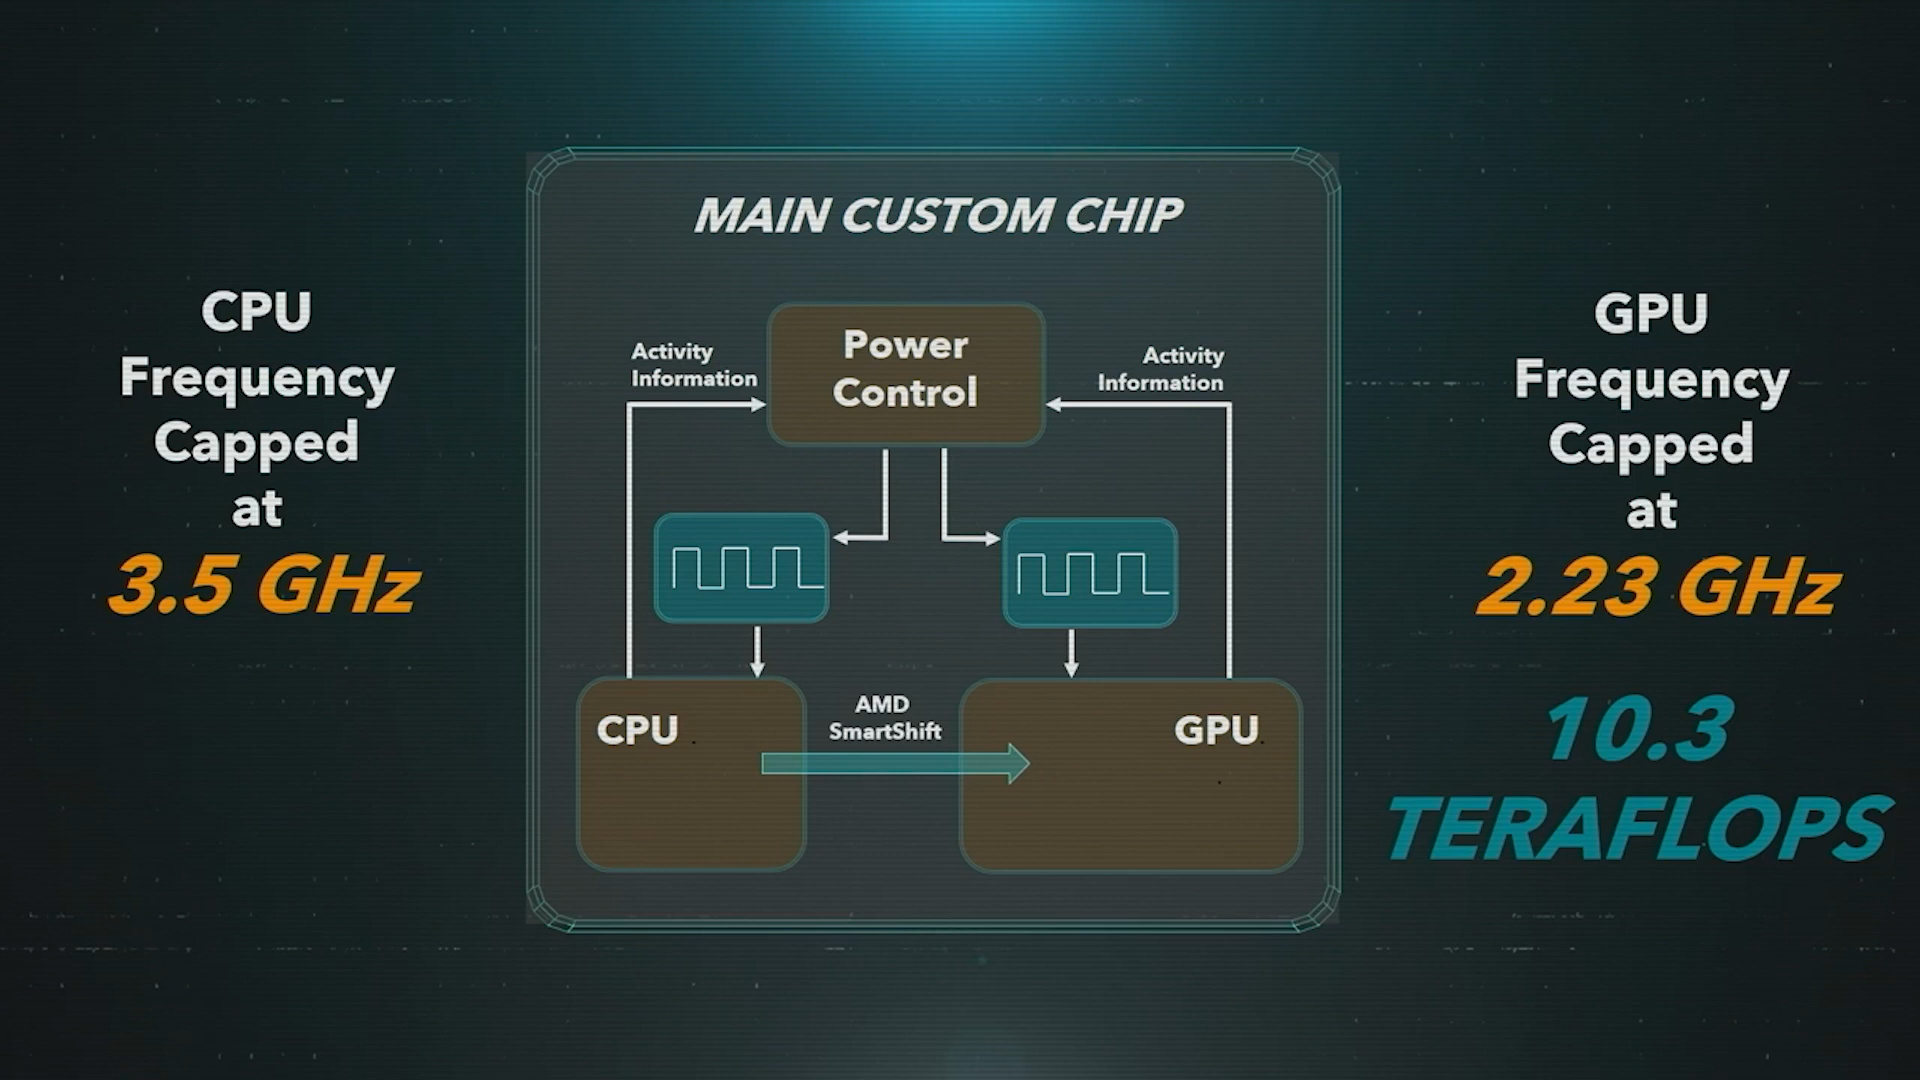 MAIN CUSTOM CHIP
CPU
Frequency
Capped
at
3.5 GHz
Activity
Information
Power
Control
Activity
Information
CPU
AMD
SmartShift
GPU
GPU
Frequency
Capped
at
2.23 GHz
10.3
TERAFLOPS